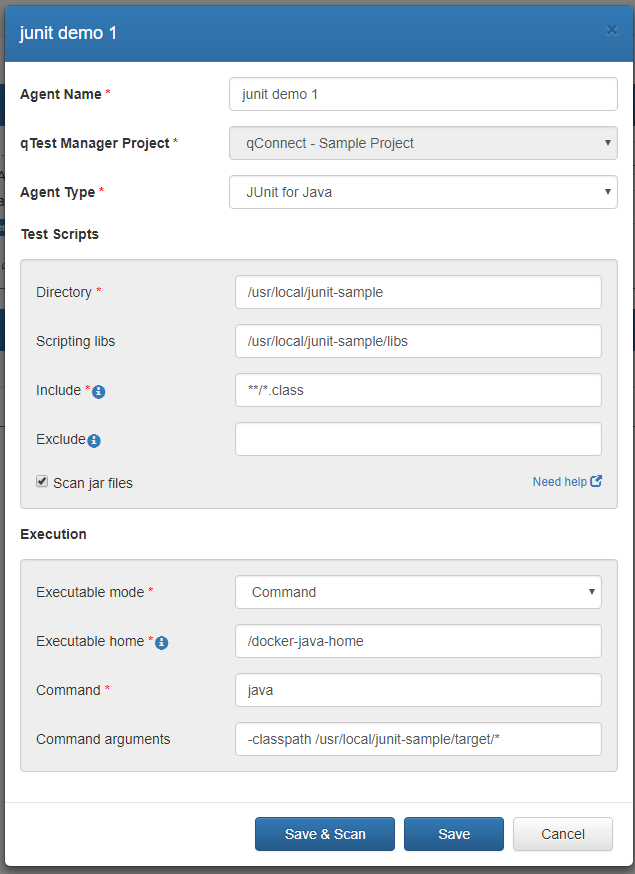 junit demo 1
×
Agent Name *
junit demo 1
qTest Manager Project *
qConnect - Sample Project
Agent Type *
JUnit for Java
Test Scripts
Directory *
/usr/local/junit-sample
Scripting libs
/usr/local/junit-sample/libs
Include *
**/*.class
Exclude
Scan jar files
Need help
Execution
Executable mode *
Command
Executable home *
/docker-java-home
Command *
java
Command arguments
-classpath /usr/local/junit-sample/target/*
Save & Scan
Save
Cancel